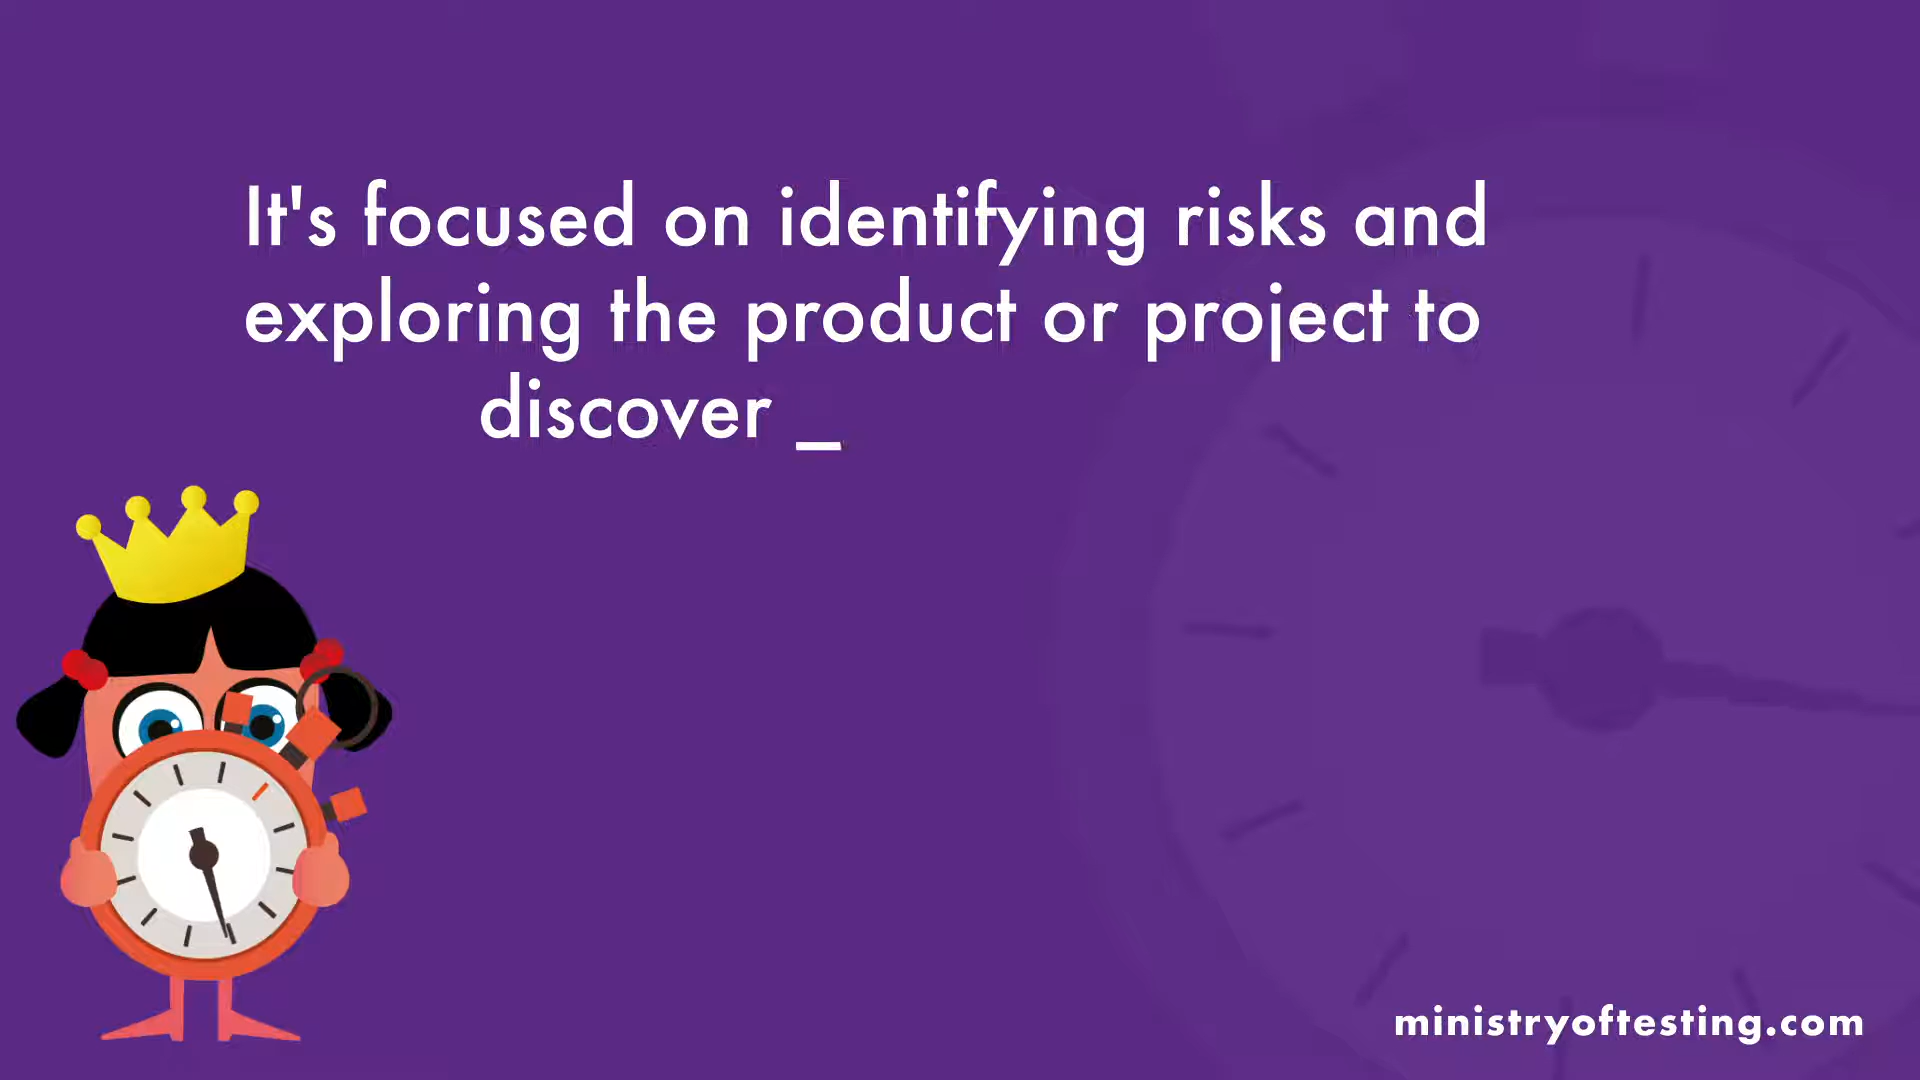 It's focused on identifying risks and
exploring the product or project to
discover _
ministryoftesting.com